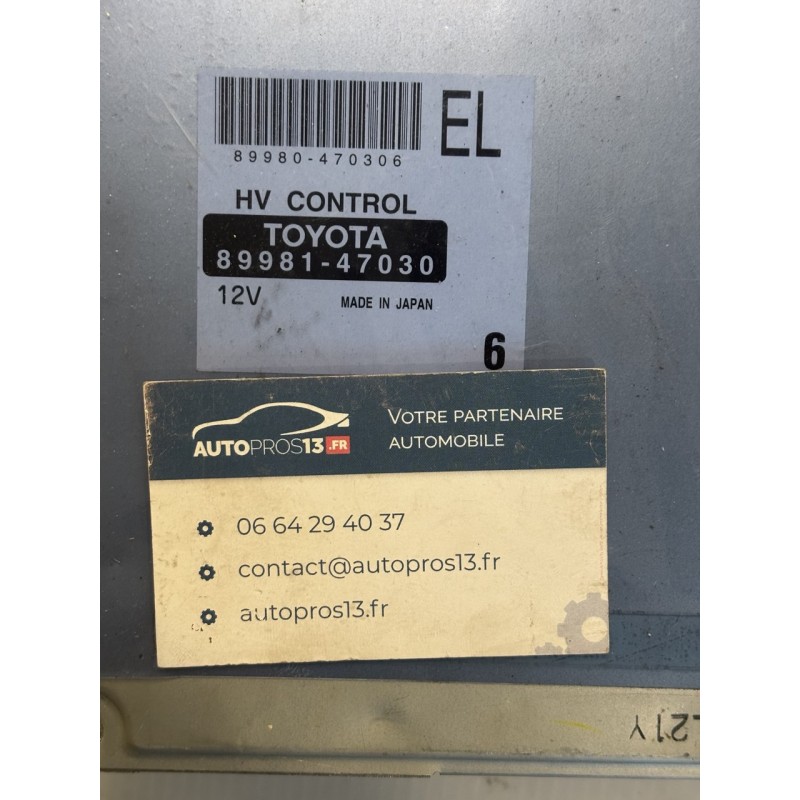 EL
89980-470306
HV CONTROL
TOYOTA
89981-47030
12V MADE IN JAPAN
6
AUTOPROS13.FR
VOTRE PARTENAIRE
AUTOMOBILE
06 64 29 40 37
contact@autopros13.fr
autopros13.fr
L21Y